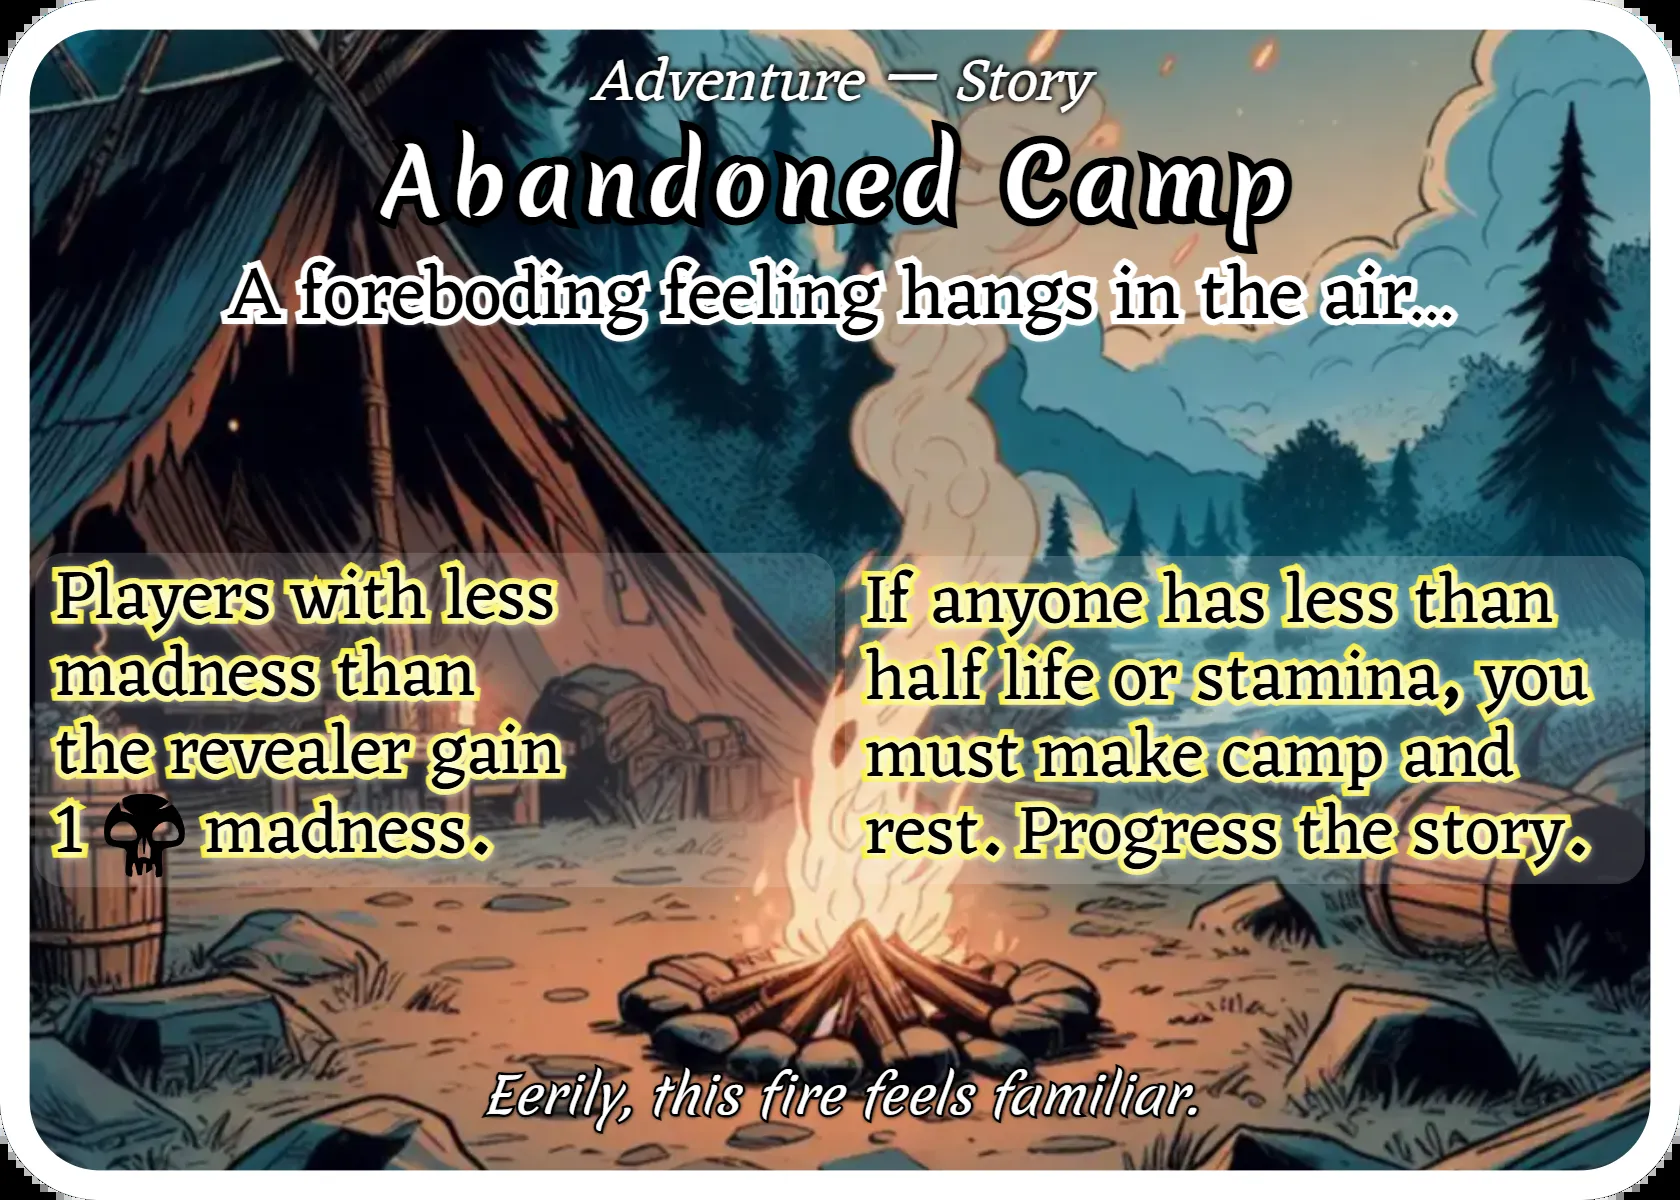 Adventure — Story
Abandoned Camp
A foreboding feeling hangs in the air...
Players with less
madness than
the revealer gain
1 madness.
If anyone has less than
half life or stamina, you
must make camp and
rest. Progress the story.
Eerily, this fire feels familiar.